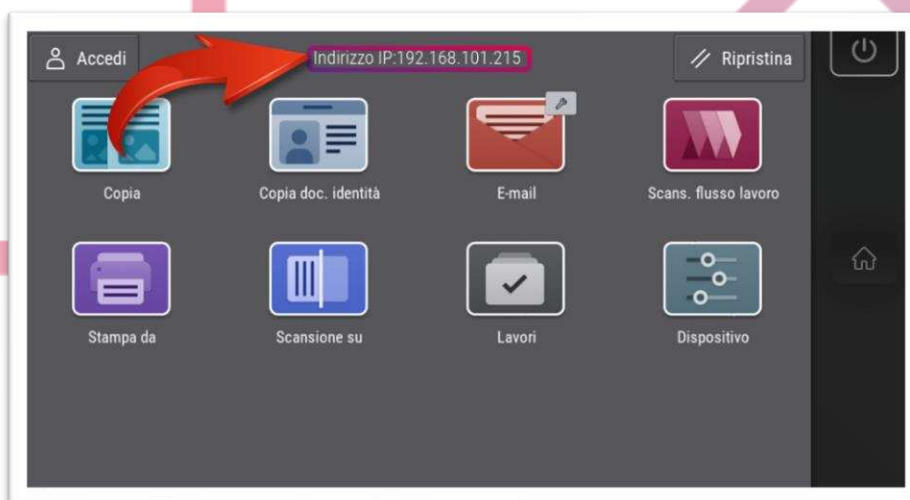 Accedi
Indirizzo IP:192.168.101.215
Ripristina
Copia
Copia doc. identità
E-mail
Scans. flusso lavoro
Stampa da
Scansione su
Lavori
Dispositivo